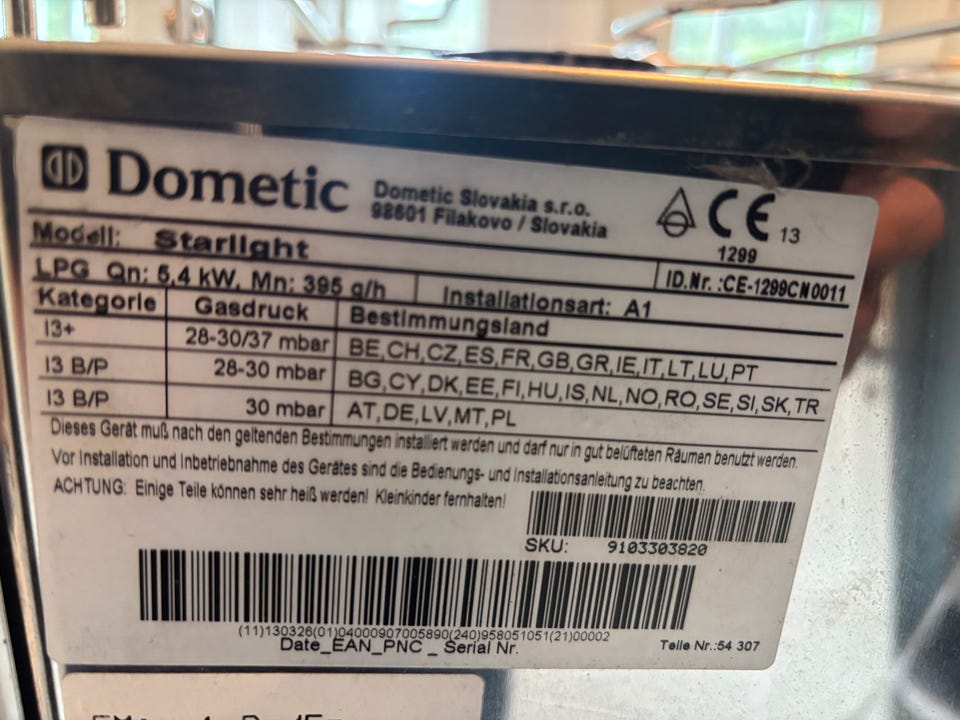 Dometic
Dometic Slovakia s.r.o.
98601 Filakovo / Slovakia
CE 13
1299
Modell: Starlight
ID.Nr.:CE-1299CN0011
LPG Qn: 5,4 kW, Mn: 395 g/h Installationsart: A1
Kategorie Gasdruck Bestimmungsland
I3+ 28-30/37 mbar BE,CH,CZ,ES,FR,GB,GR,IE,IT,LT,LU,PT
I3 B/P 28-30 mbar BG,CY,DK,EE,FI,HU,IS,NL,NO,RO,SE,SI,SK,TR
I3 B/P 30 mbar AT,DE,LV,MT,PL
Dieses Gerät muß nach den geltenden Bestimmungen installiert werden und darf nur in gut belüfteten Räumen benutzt werden.
Vor Installation und Inbetriebnahme des Gerätes sind die Bedienungs- und Installationsanleitung zu beachten.
ACHTUNG: Einige Teile können sehr heiß werden! Kleinkinder fernhalten!
SKU: 9103303820
(11)130326(01)04000907005890(240)958051051(21)00002
Date_EAN_PNC _ Serial Nr.
Teile Nr.:54 307